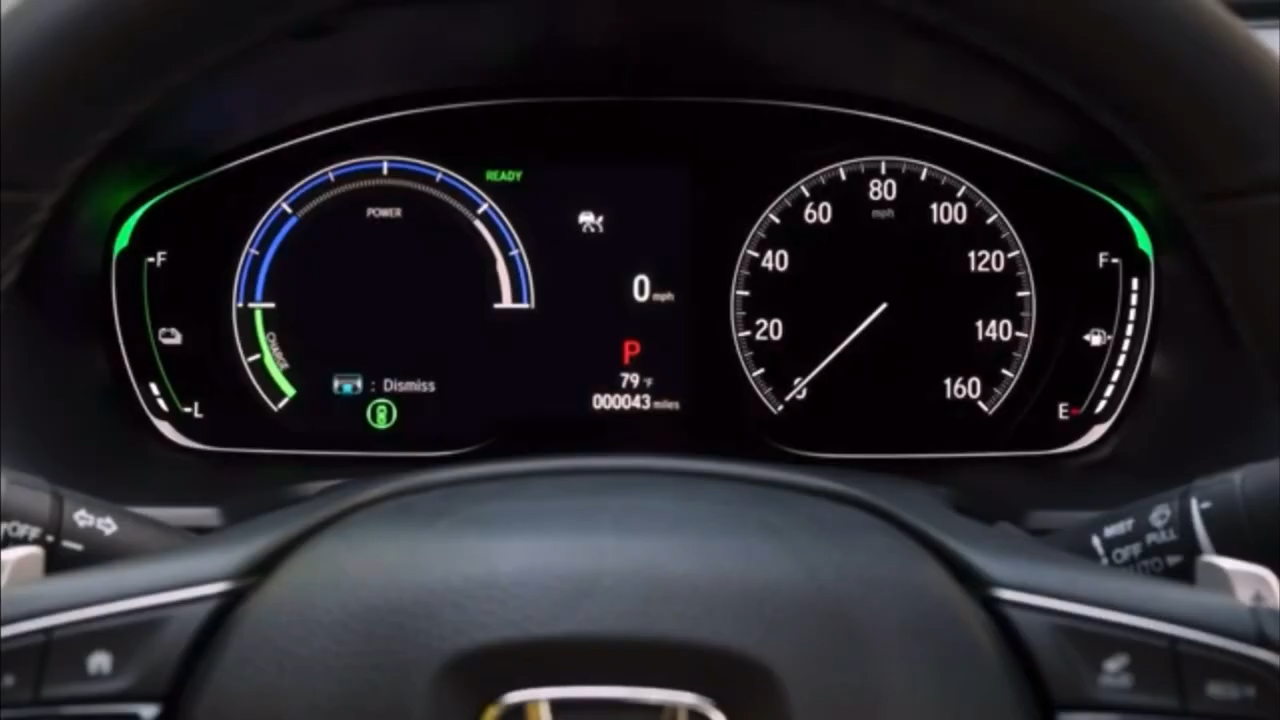 READY
POWER
CHARGE
F
L
: Dismiss
0 mph
P
79 °F
000043 miles
0
20
40
60
80
mph
100
120
140
160
F
E
OFF
MIST
OFF PULL
AUTO